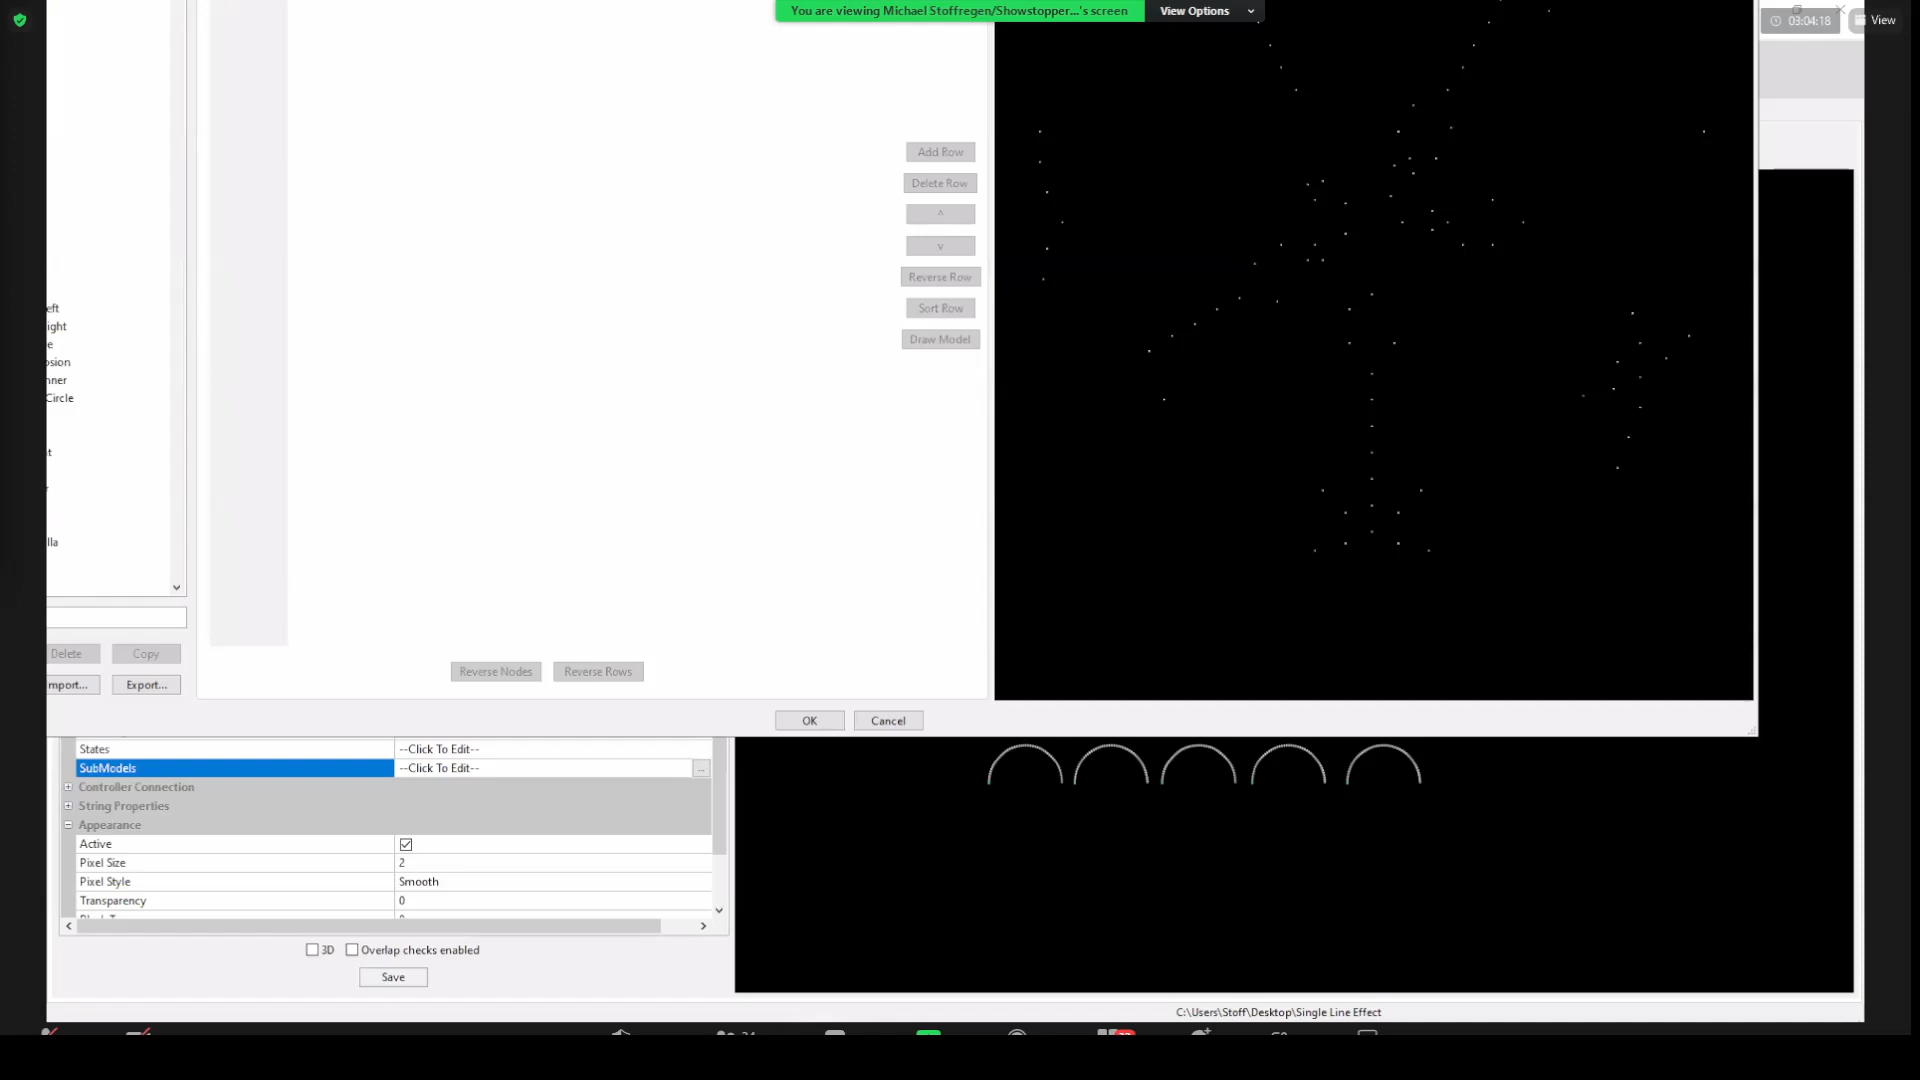 You are viewing Michael Stoffregen/Showstopper...'s screen
View Options
03:04:18
View
Add Row
Delete Row
^
v
Reverse Row
Sort Row
Draw Model
eft
ight
e
osion
nner
Circle
t
r
lla
Delete
Copy
mport...
Export...
Reverse Nodes
Reverse Rows
OK
Cancel
States
--Click To Edit--
SubModels
--Click To Edit--
...
Controller Connection
String Properties
Appearance
Active
Pixel Size
2
Pixel Style
Smooth
Transparency
0
3D
Overlap checks enabled
Save
C:\Users\Stoff\Desktop\Single Line Effect